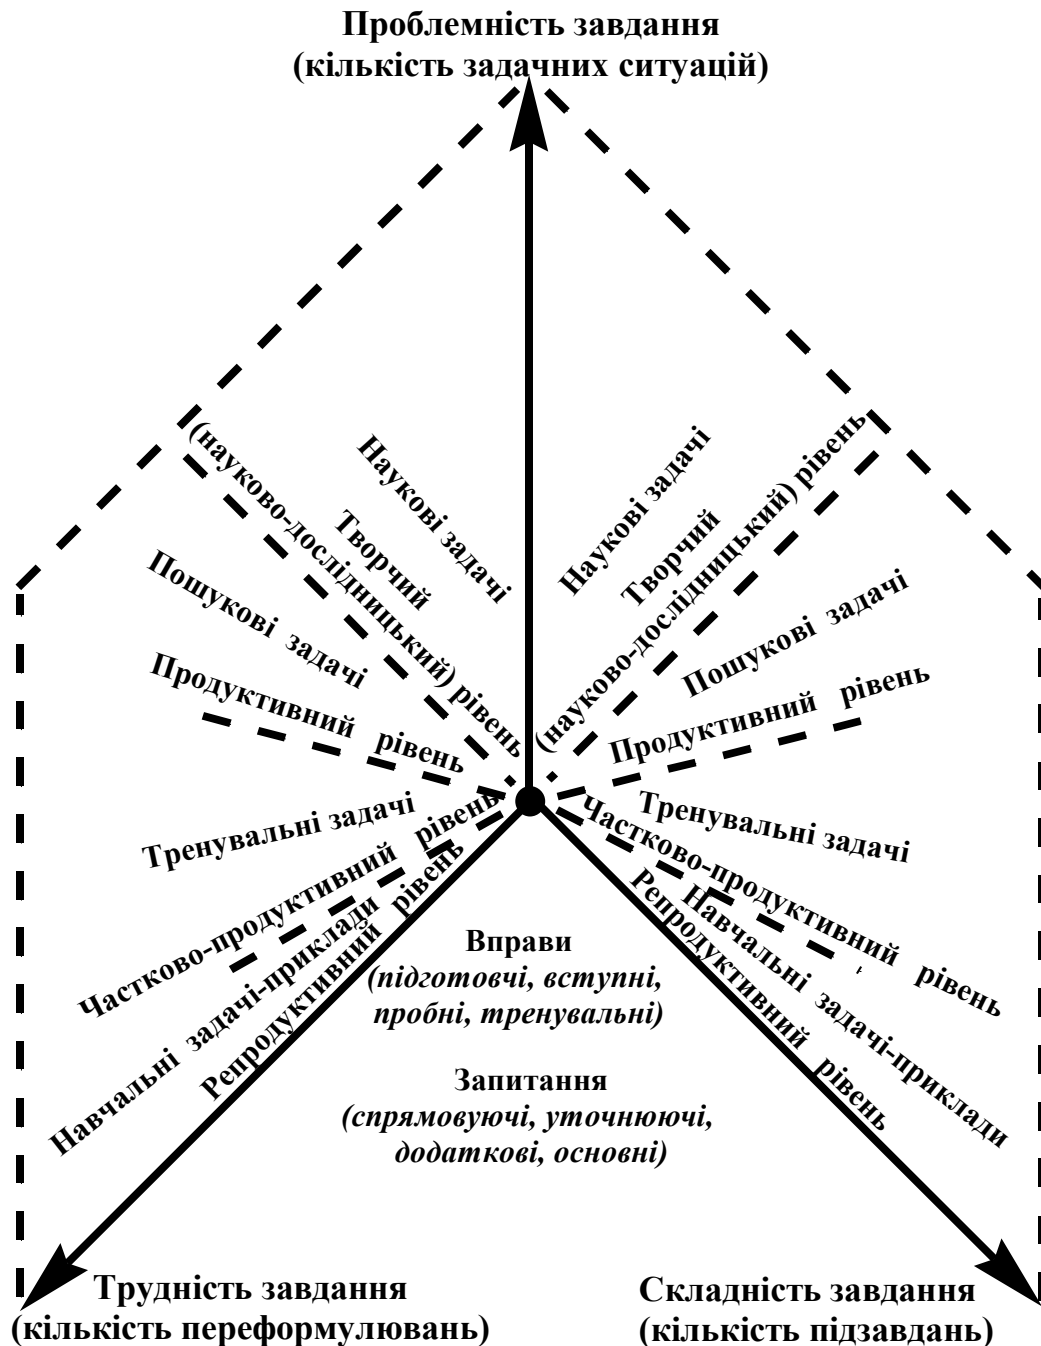 Проблемність завдання
(кількість задачних ситуацій)
Наукові задачі
Творчий
(науково-дослідницький) рівень
Пошукові задачі
Продуктивний рівень
Тренувальні задачі
Частково-продуктивний рівень
Навчальні задачі-приклади
Репродуктивний рівень
Наукові задачі
Творчий
(науково-дослідницький) рівень
Пошукові задачі
Продуктивний рівень
Тренувальні задачі
Частково-продуктивний рівень
Навчальні задачі-приклади
Репродуктивний рівень
Вправи
(підготовчі, вступні,
пробні, тренувальні)
Запитання
(спрямовуючі, уточнюючі,
додаткові, основні)
Трудність завдання
(кількість переформулювань)
Складність завдання
(кількість підзавдань)